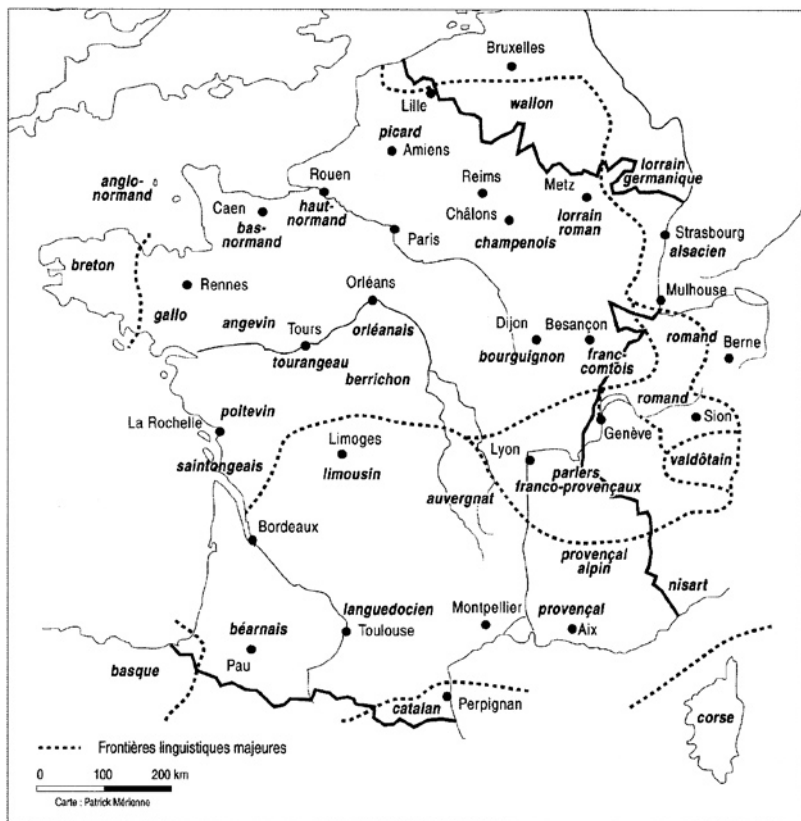 Bruxelles
Lille
wallon
picard
Amiens
lorrain
germanique
anglo-
normand
Rouen
haut-
normand
Reims
Metz
Caen
bas-
normand
Châlons
champenois
lorrain
roman
Paris
Strasbourg
alsacien
breton
Rennes
gallo
angevin
Orléans
orléanais
Mulhouse
Tours
tourangeau
Dijon
bourguignon
Besançon
franc-
comtois
romand
Berne
berrichon
romand
poitevin
La Rochelle
Genève
Sion
Limoges
limousin
Lyon
valdôtain
saintongeais
parlers
franco-provençaux
auvergnat
Bordeaux
provençal
alpin
nisart
languedocien
Toulouse
Montpellier
provençal
Aix
béarnais
Pau
basque
catalan
Perpignan
corse
Frontières linguistiques majeures
0 100 200 km
Carte : Patrick Mérienne